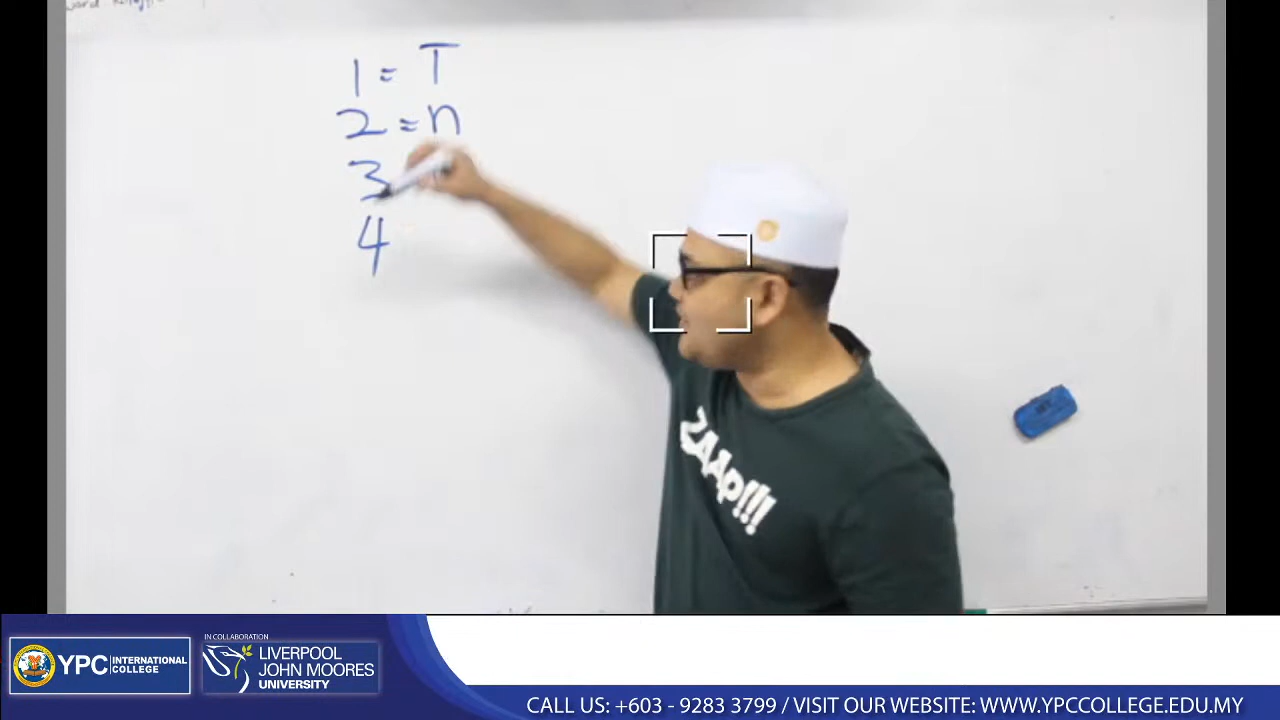 1 = T
2 = n
3
4
ZAAp!!!
IN COLLABORATION
YPC INTERNATIONAL COLLEGE
LIVERPOOL
JOHN MOORES
UNIVERSITY
CALL US: +603 - 9283 3799 / VISIT OUR WEBSITE: WWW.YPCCOLLEGE.EDU.MY